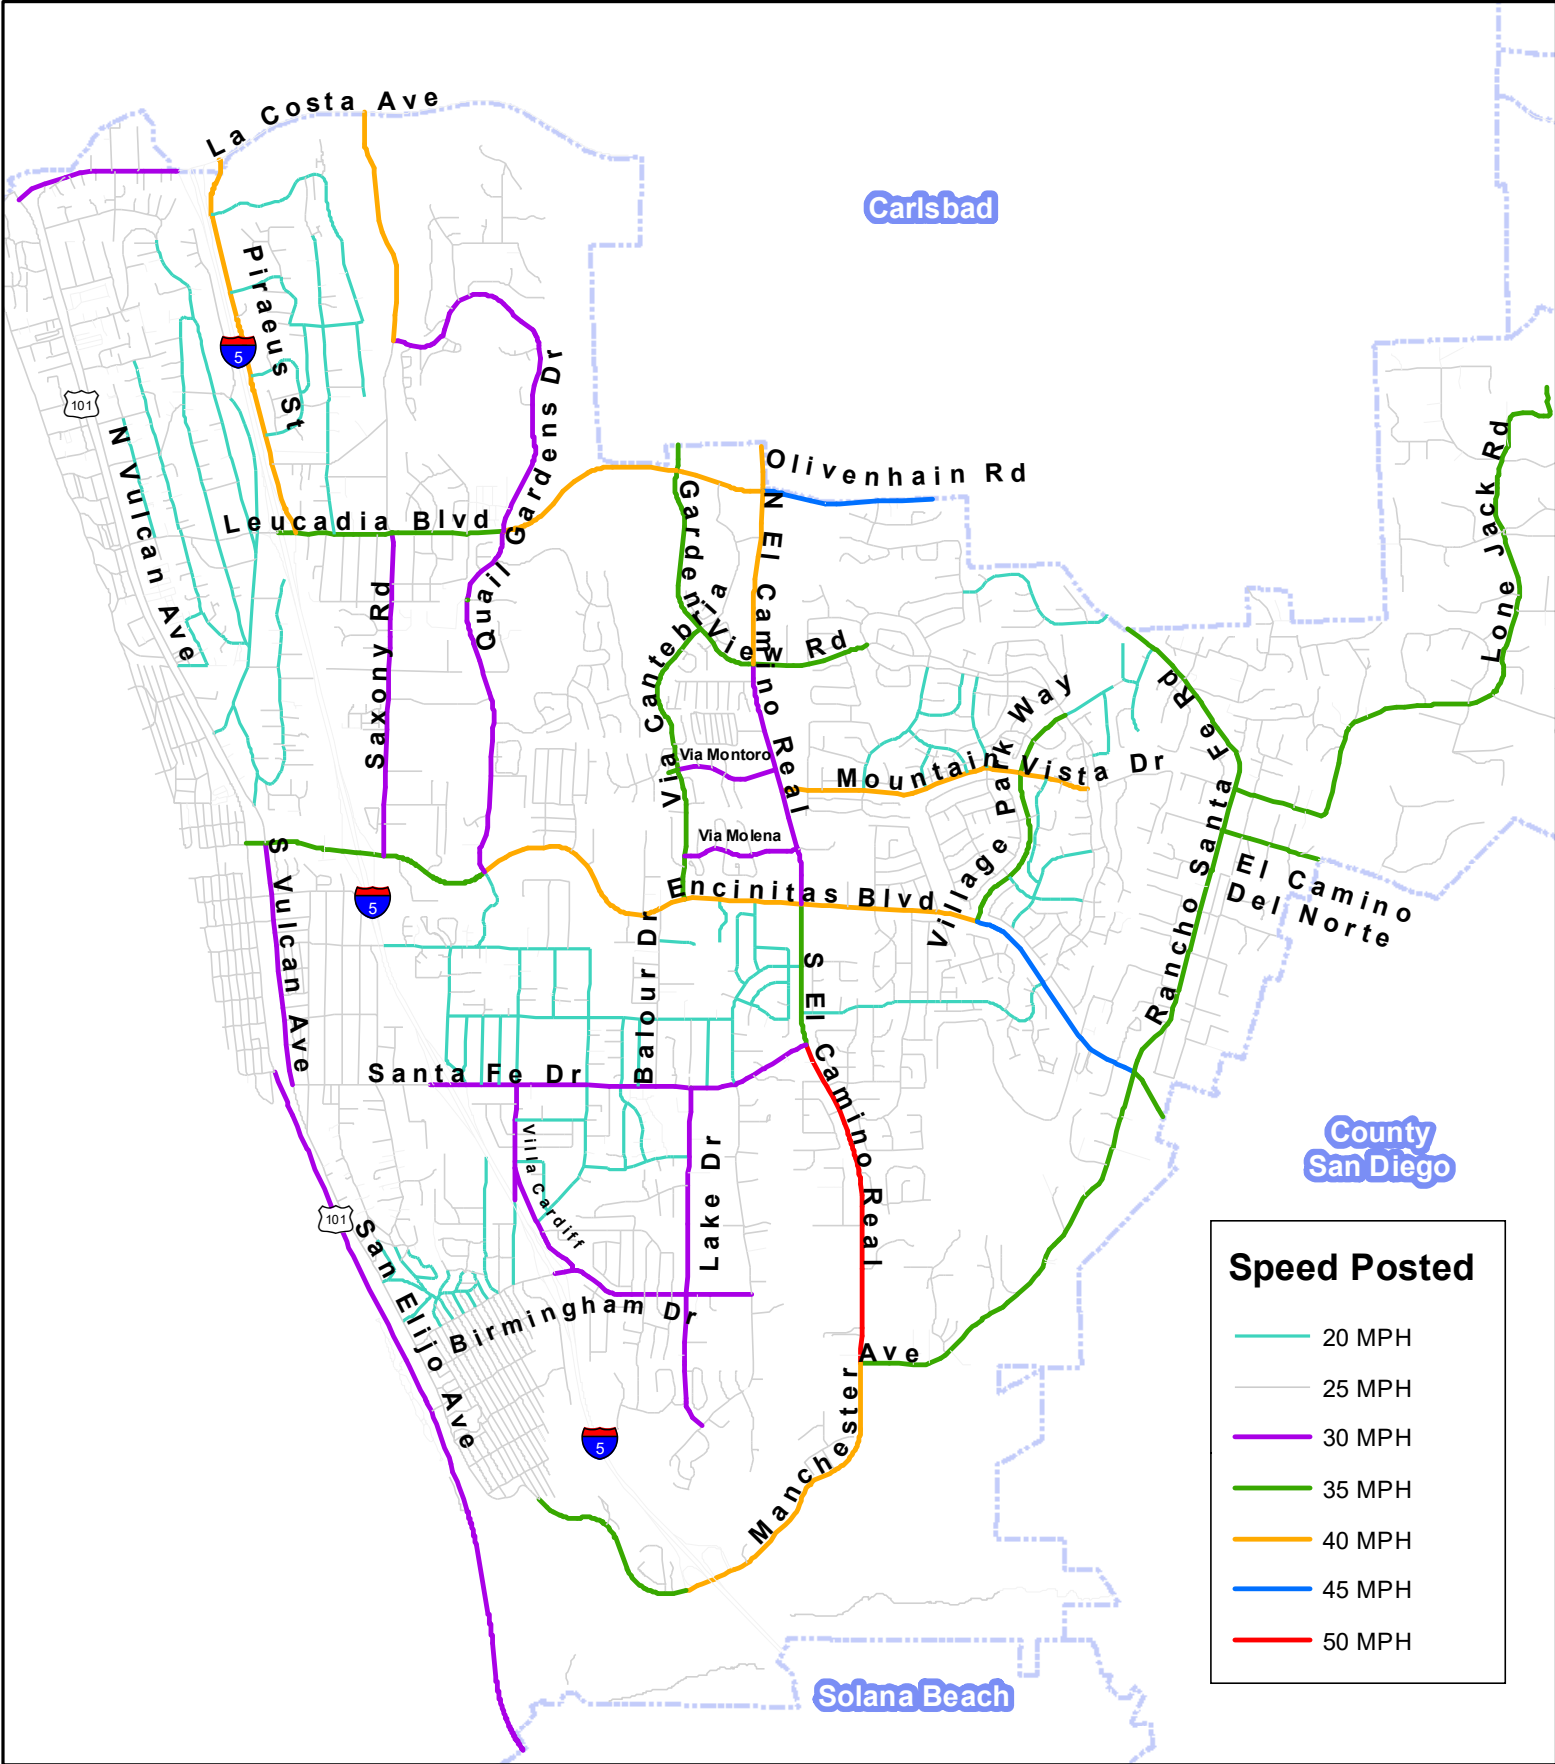 La Costa Ave
Carlsbad
Piraeus St
5
101
N Vulcan Ave
Quail Gardens Dr
Leucadia Blvd
Olivenhain Rd
Garden View Rd
N El Camino Real
Lone Jack Rd
Saxony Rd
Via Cantebria
Via Montoro
Mountain Vista Dr
Village Park Way
Rancho Santa Fe Rd
Via Molena
Encinitas Blvd
El Camino
Del Norte
S Vulcan Ave
5
Balour Dr
S El Camino Real
Santa Fe Dr
Villa Cardiff
Lake Dr
County
San Diego
101
San Elijo Ave
Birmingham Dr
Manchester Ave
5
Solana Beach
Speed Posted
20 MPH
25 MPH
30 MPH
35 MPH
40 MPH
45 MPH
50 MPH